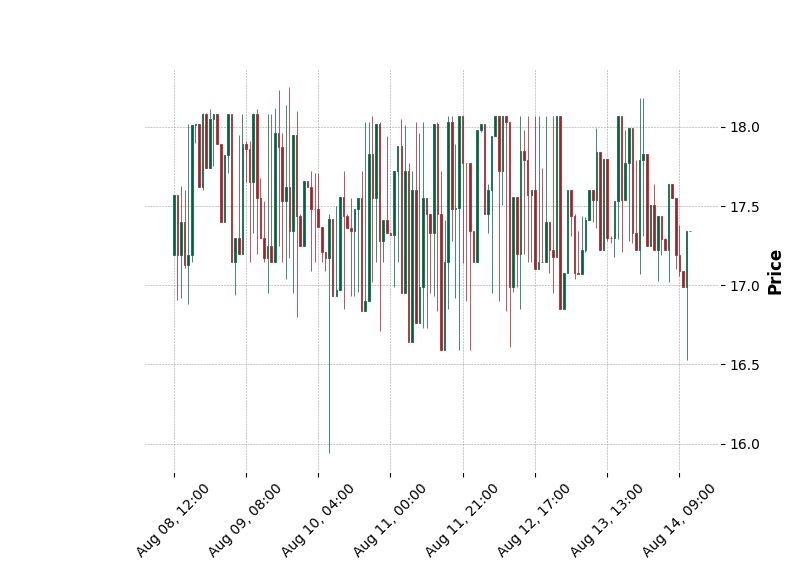 18.0
17.5
17.0
16.5
16.0
Price
Aug 08, 12:00
Aug 09, 08:00
Aug 10, 04:00
Aug 11, 00:00
Aug 11, 21:00
Aug 12, 17:00
Aug 13, 13:00
Aug 14, 09:00